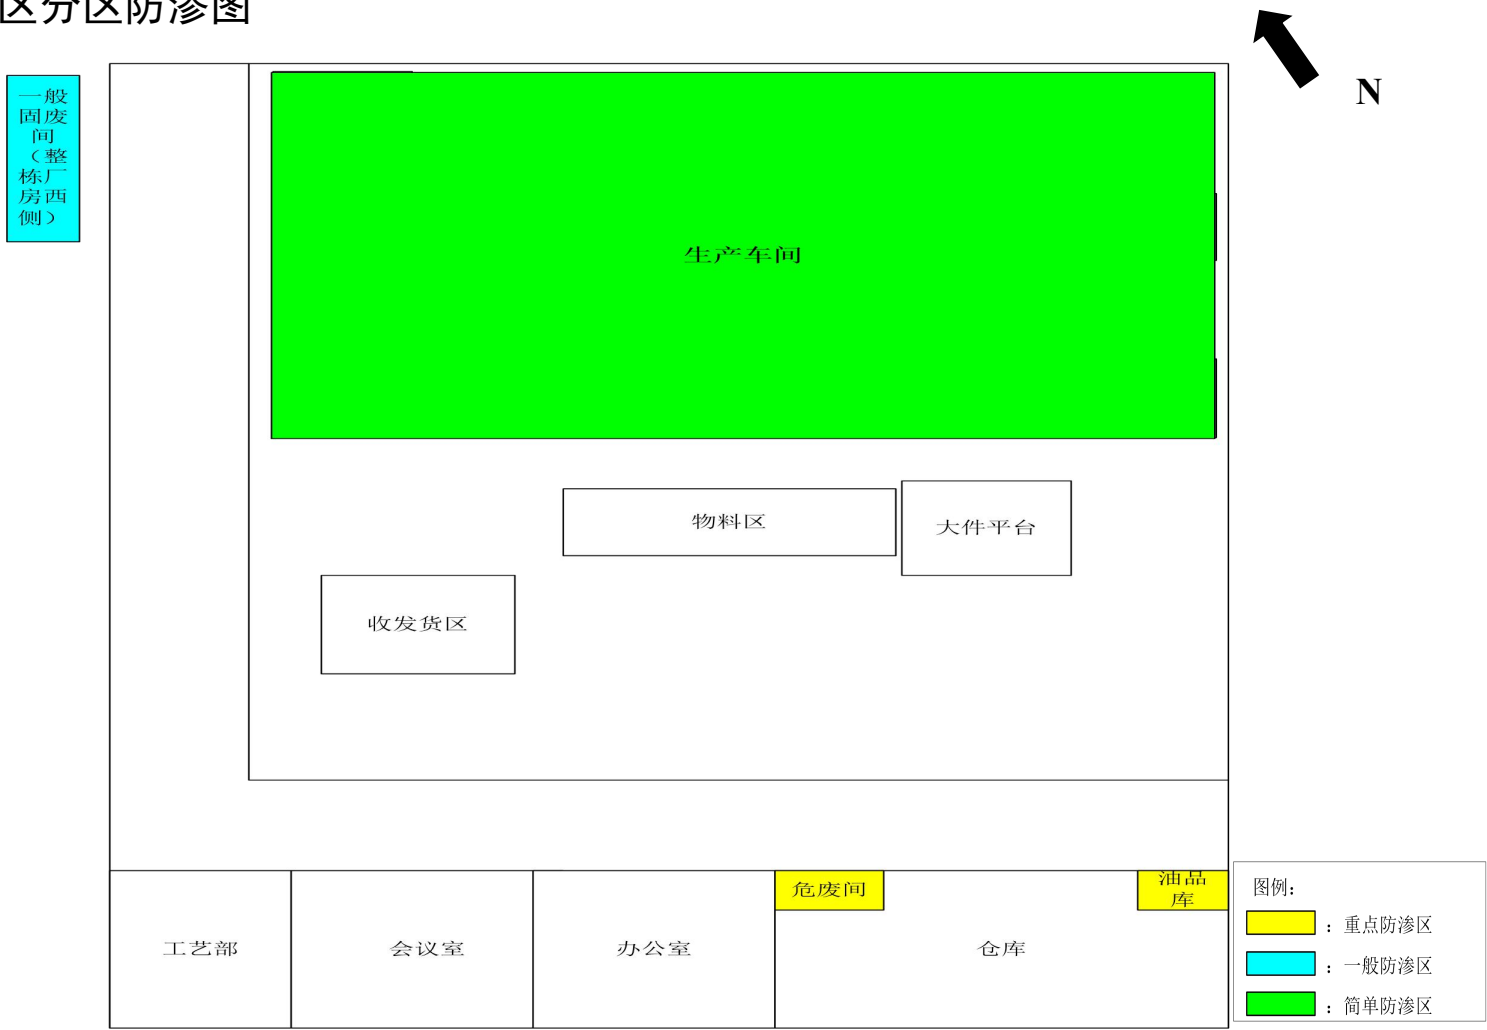 区分区防渗图
N
一般
固废
间
（整
栋厂
房西
侧）
生产车间
物料区
大件平台
收发货区
危废间
油品
库
工艺部
会议室
办公室
仓库
图例：
：重点防渗区
：一般防渗区
：简单防渗区